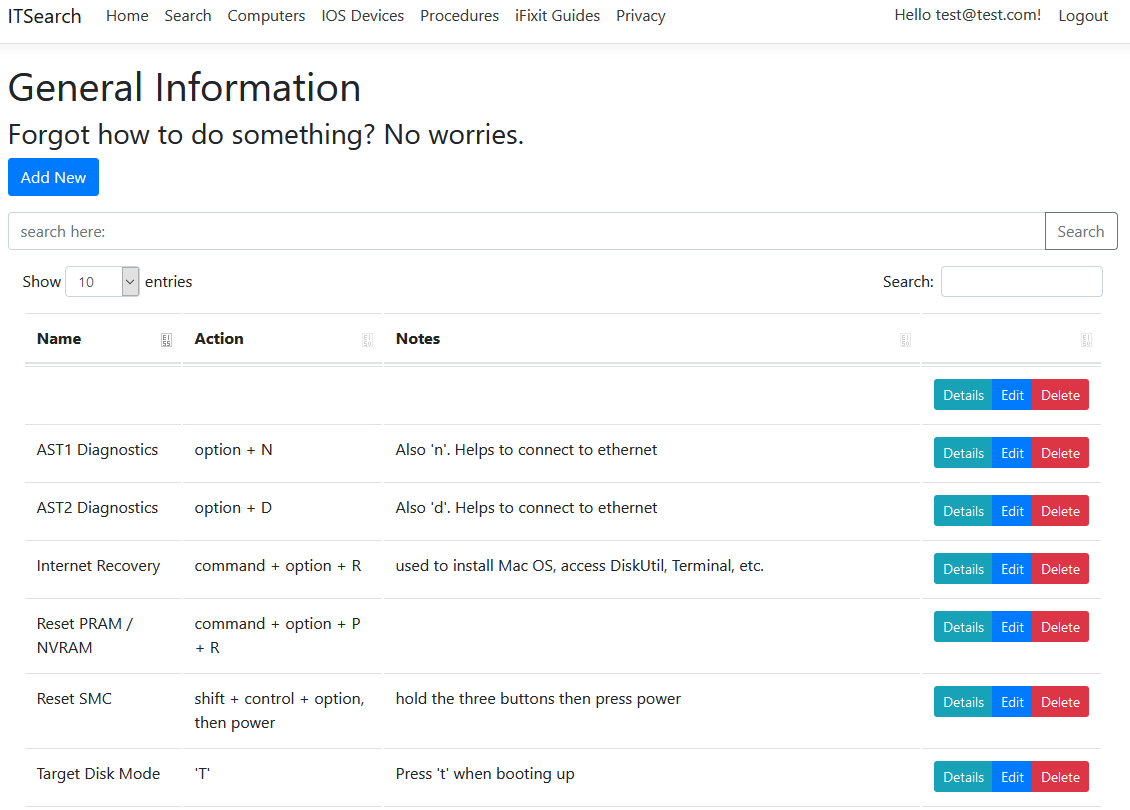 ITSearch Home Search Computers IOS Devices Procedures iFixit Guides Privacy Hello test@test.com! Logout
General Information
Forgot how to do something? No worries.
Add New
search here: Search
Show 10 entries Search:
Name Action Notes
Details Edit Delete
AST1 Diagnostics option + N Also 'n'. Helps to connect to ethernet Details Edit Delete
AST2 Diagnostics option + D Also 'd'. Helps to connect to ethernet Details Edit Delete
Internet Recovery command + option + R used to install Mac OS, access DiskUtil, Terminal, etc. Details Edit Delete
Reset PRAM / command + option + P Details Edit Delete
NVRAM + R
Reset SMC shift + control + option, hold the three buttons then press power Details Edit Delete
then power
Target Disk Mode 'T' Press 't' when booting up Details Edit Delete